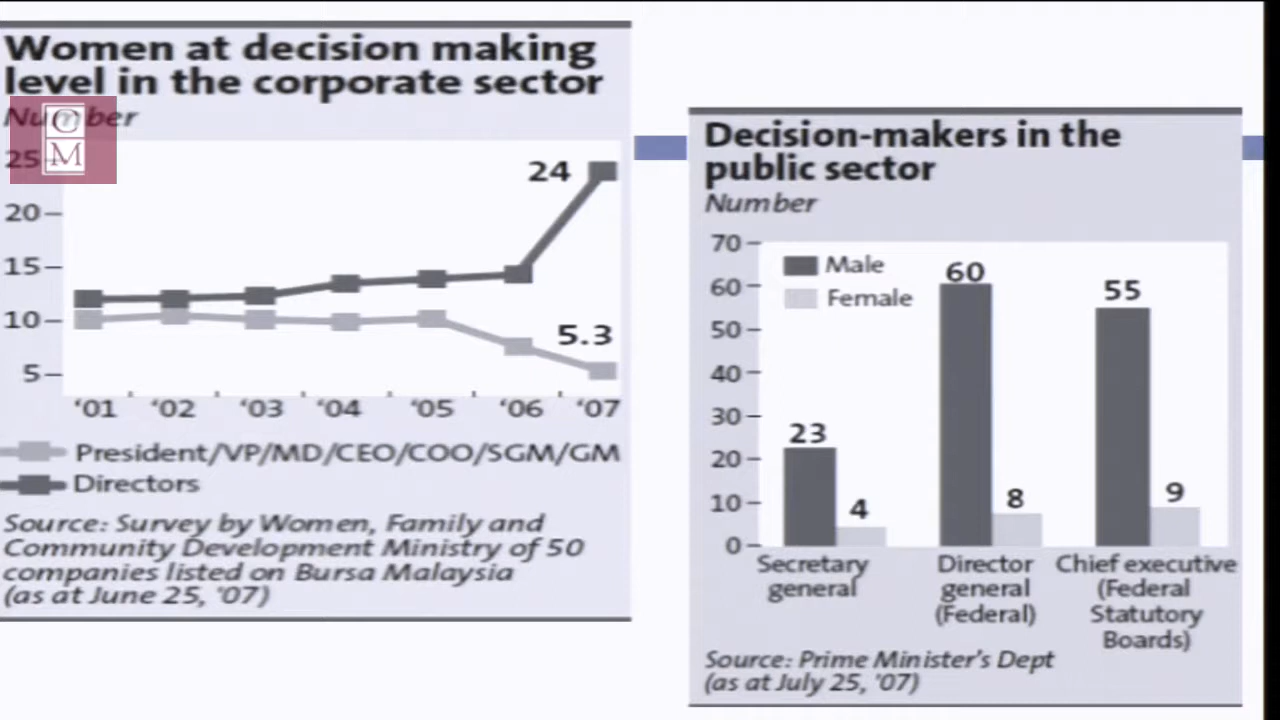 Women at decision making
level in the corporate sector
Number
C
M
25
20
15
10
5
24
5.3
'01 '02 '03 '04 '05 '06 '07
President/VP/MD/CEO/COO/SGM/GM
Directors
Source: Survey by Women, Family and
Community Development Ministry of 50
companies listed on Bursa Malaysia
(as at June 25, '07)
Decision-makers in the
public sector
Number
70
60
50
40
30
20
10
0
Male
Female
23
4
60
8
55
9
Secretary
general
Director
general
(Federal)
Chief executive
(Federal
Statutory
Boards)
Source: Prime Minister's Dept
(as at July 25, '07)